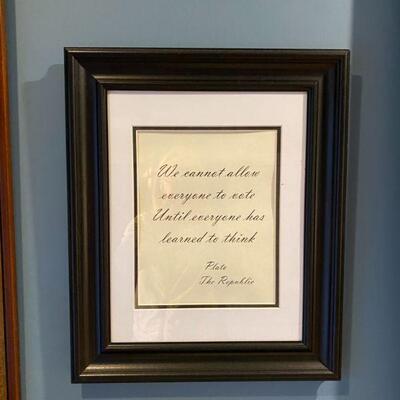 We cannot allow
everyone to vote
Until everyone has
learned to think
Plato
The Republic